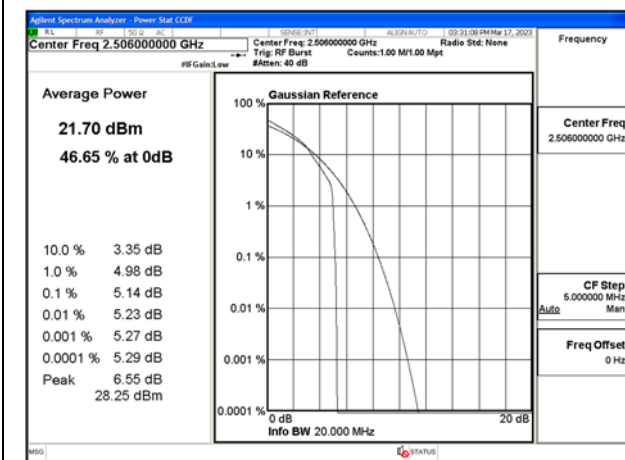 Agilent Spectrum Analyzer - Power Stat CCDF
RL RF 50 Ω AC SENSE:INT ALIGN AUTO 03:31:08 PM Mar 17, 2023
Center Freq 2.506000000 GHz
Center Freq: 2.506000000 GHz Radio Std: None
Trig: RF Burst Counts:1.00 M/1.00 Mpt
#IFGain:Low #Atten: 40 dB
Frequency
Average Power
21.70 dBm
46.65 % at 0dB
10.0 % 3.35 dB
1.0 % 4.98 dB
0.1 % 5.14 dB
0.01 % 5.23 dB
0.001 % 5.27 dB
0.0001 % 5.29 dB
Peak 6.55 dB
28.25 dBm
Gaussian Reference
100 %
10 %
1 %
0.1 %
0.01 %
0.001 %
0.0001 %
0 dB 20 dB
Info BW 20.000 MHz
Center Freq
2.506000000 GHz
CF Step
5.000000 MHz
Auto Man
Freq Offset
0 Hz
MSG STATUS